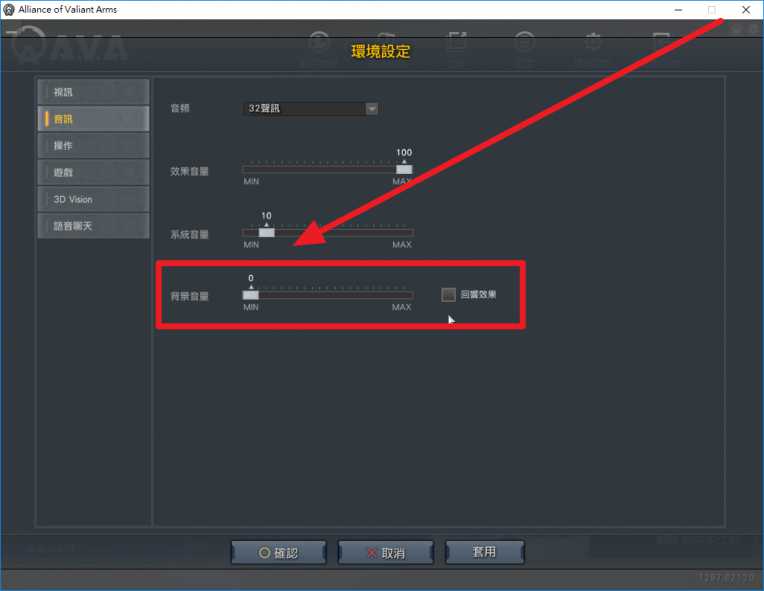 Alliance of Valiant Arms
A.V.A
環境設定
視訊
音訊
操作
遊戲
3D Vision
語音聊天
音頻
32聲訊
效果音量
100
MIN
MAX
系統音量
10
MIN
MAX
背景音量
0
MIN
MAX
回響效果
確認
取消
套用